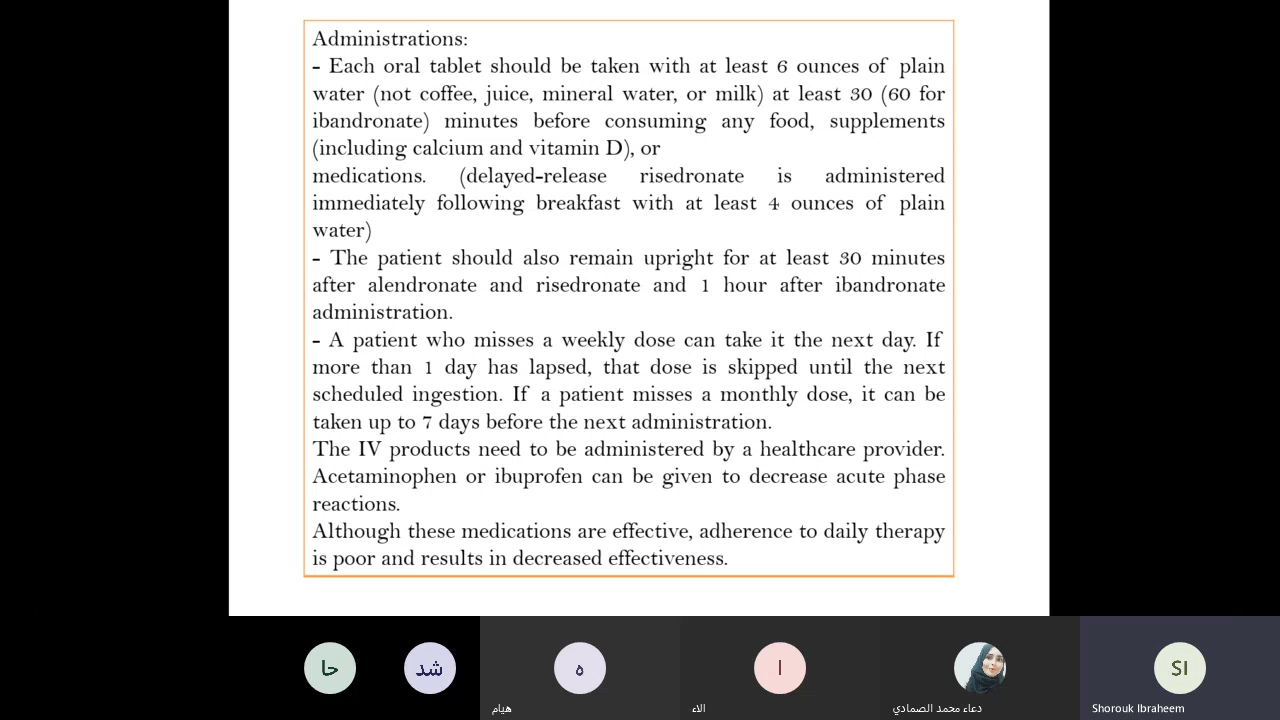 Administrations:
- Each oral tablet should be taken with at least 6 ounces of plain
water (not coffee, juice, mineral water, or milk) at least 30 (60 for
ibandronate) minutes before consuming any food, supplements
(including calcium and vitamin D), or
medications. (delayed-release risedronate is administered
immediately following breakfast with at least 4 ounces of plain
water)
- The patient should also remain upright for at least 30 minutes
after alendronate and risedronate and 1 hour after ibandronate
administration.
- A patient who misses a weekly dose can take it the next day. If
more than 1 day has lapsed, that dose is skipped until the next
scheduled ingestion. If a patient misses a monthly dose, it can be
taken up to 7 days before the next administration.
The IV products need to be administered by a healthcare provider.
Acetaminophen or ibuprofen can be given to decrease acute phase
reactions.
Although these medications are effective, adherence to daily therapy
is poor and results in decreased effectiveness.
حا
شد
ه
ا
SI
هيام
الاء
دعاء محمد الصمادي
Shorouk Ibraheem